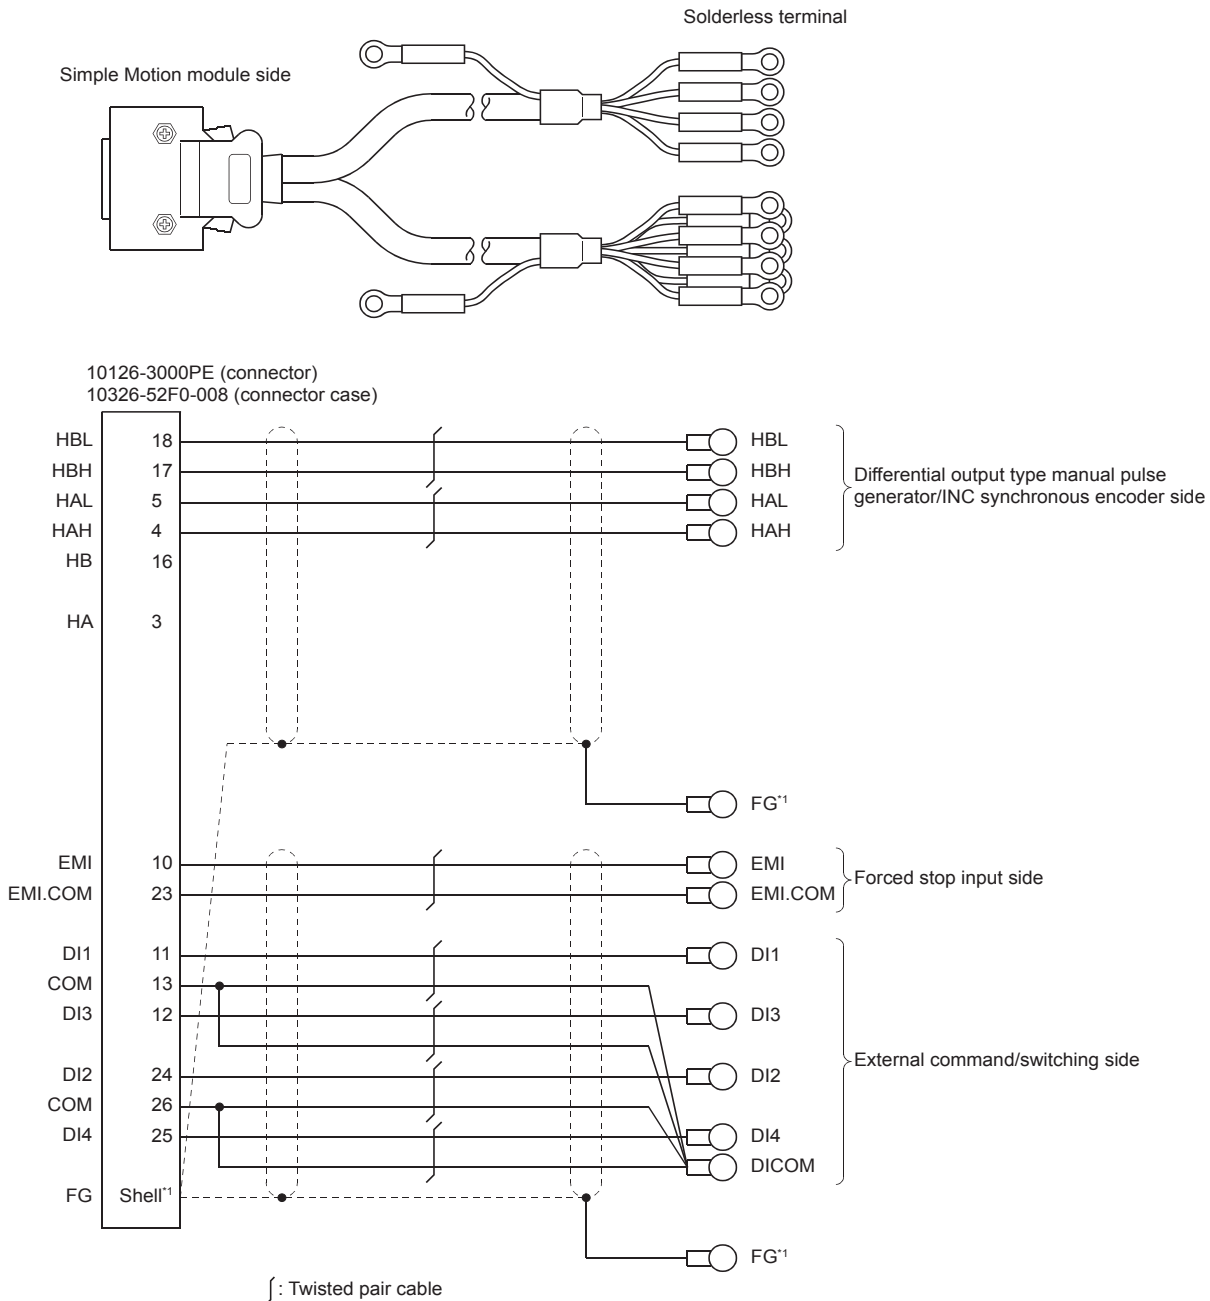 Solderless terminal
Simple Motion module side
10126-3000PE (connector)
10326-52F0-008 (connector case)
HBL 18 HBL
HBH 17 HBH
HAL 5 HAL
HAH 4 HAH
Differential output type manual pulse
generator/INC synchronous encoder side
HB 16
HA 3
FG*1
EMI 10 EMI
EMI.COM 23 EMI.COM
Forced stop input side
DI1 11 DI1
COM 13
DI3 12 DI3
DI2 24 DI2
COM 26
DI4 25 DI4
DICOM
External command/switching side
FG Shell*1
FG*1
: Twisted pair cable